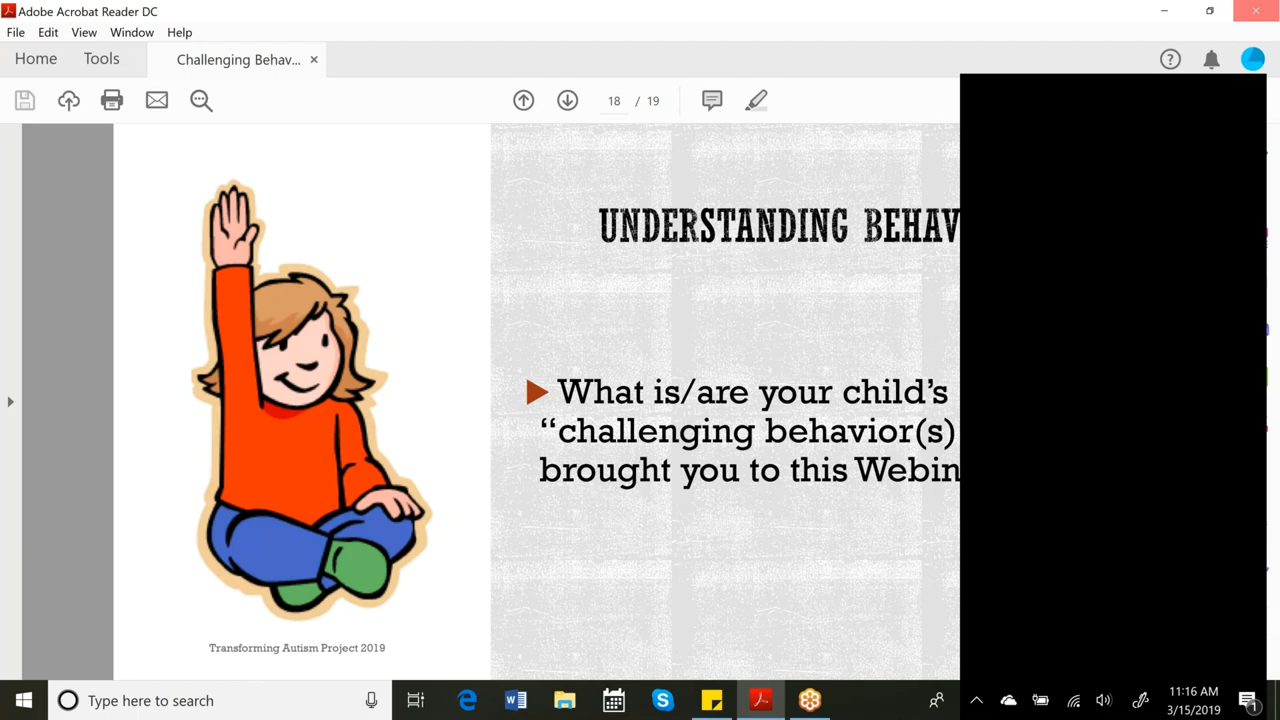 Adobe Acrobat Reader DC
File Edit View Window Help
Home Tools Challenging Behav... ×
18 / 19
UNDERSTANDING BEHAV
What is/are your child's
“challenging behavior(s)
brought you to this Webin
Transforming Autism Project 2019
Type here to search
11:16 AM
3/15/2019
1